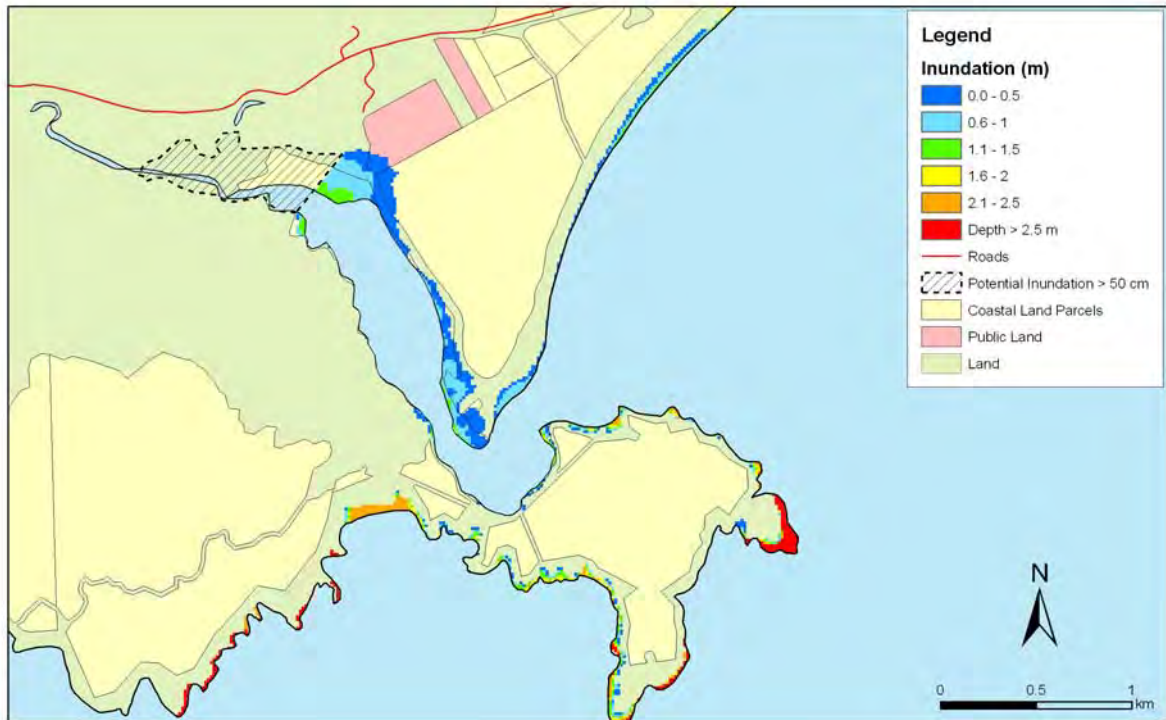 Legend
Inundation (m)
0.0 - 0.5
0.6 - 1
1.1 - 1.5
1.6 - 2
2.1 - 2.5
Depth > 2.5 m
Roads
Potential Inundation > 50 cm
Coastal Land Parcels
Public Land
Land
N
0 0.5 1
km